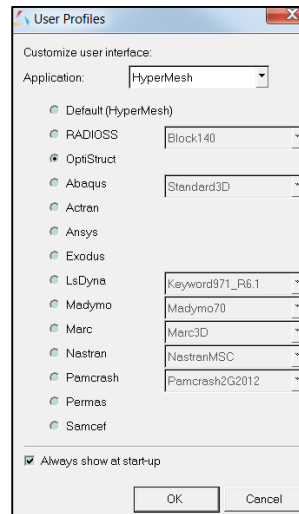 User Profiles
Customize user interface:
Application: HyperMesh
Default (HyperMesh)
RADIOSS Block140
OptiStruct
Abaqus Standard3D
Actran
Ansys
Exodus
LsDyna Keyword971_R6.1
Madymo Madymo70
Marc Marc3D
Nastran NastranMSC
Pamcrash Pamcrash2G2012
Permas
Samcef
Always show at start-up
OK Cancel